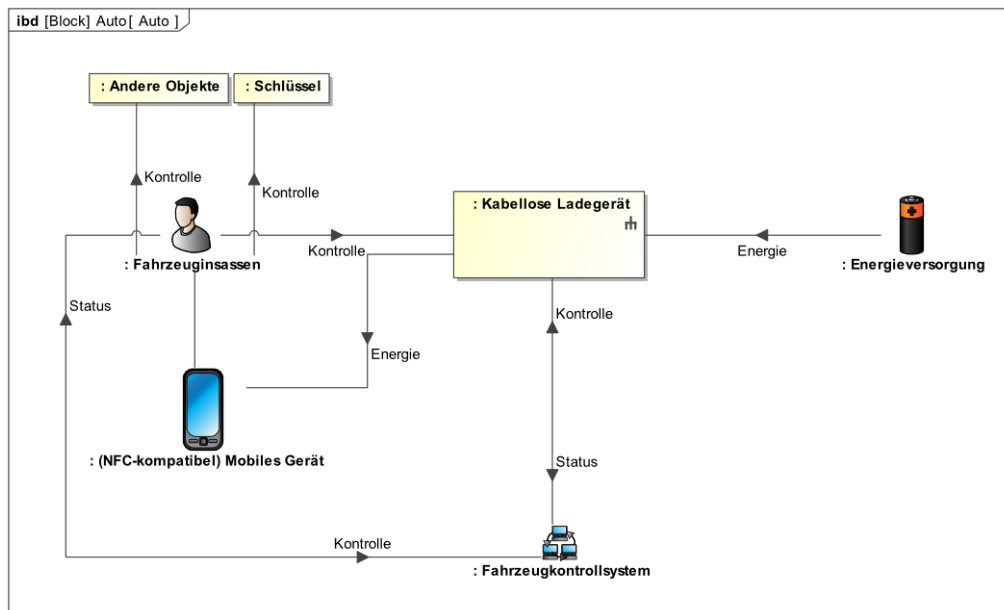 ibd [Block] Auto[ Auto ]
: Andere Objekte
: Schlüssel
Kontrolle
Kontrolle
: Kabellose Ladegerät
Kontrolle
Energie
: Fahrzeuginsassen
: Energieversorgung
Status
Kontrolle
Energie
: (NFC-kompatibel) Mobiles Gerät
Status
Kontrolle
: Fahrzeugkontrollsystem